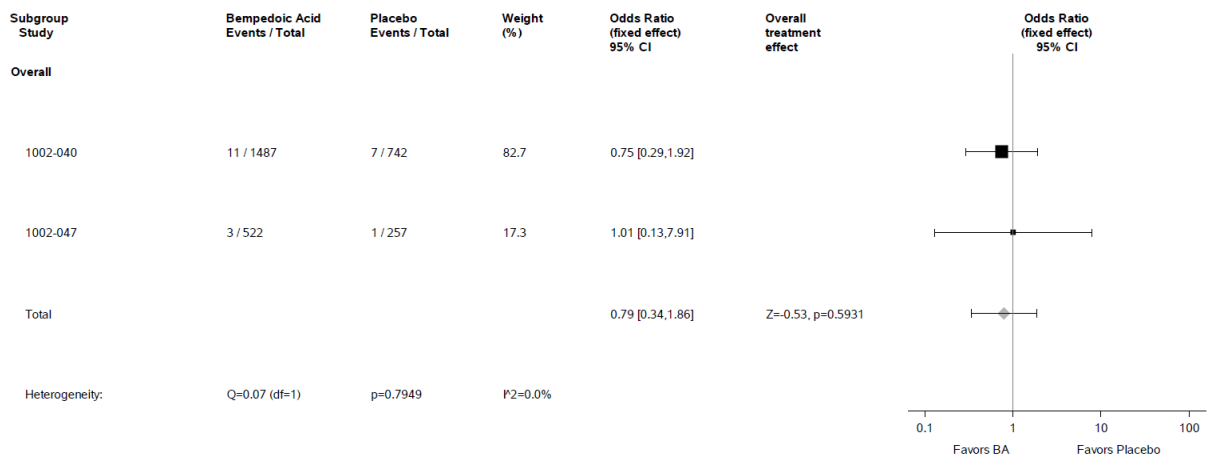 Subgroup Bempedoic Acid Placebo Weight Odds Ratio Overall Odds Ratio
Study Events / Total Events / Total (%) (fixed effect) treatment (fixed effect)
95% CI effect 95% CI
Overall
1002-040 11 / 1487 7 / 742 82.7 0.75 [0.29,1.92]
1002-047 3 / 522 1 / 257 17.3 1.01 [0.13,7.91]
Total 0.79 [0.34,1.86] Z=-0.53, p=0.5931
Heterogeneity: Q=0.07 (df=1) p=0.7949 I^2=0.0%
0.1 1 10 100
Favors BA Favors Placebo